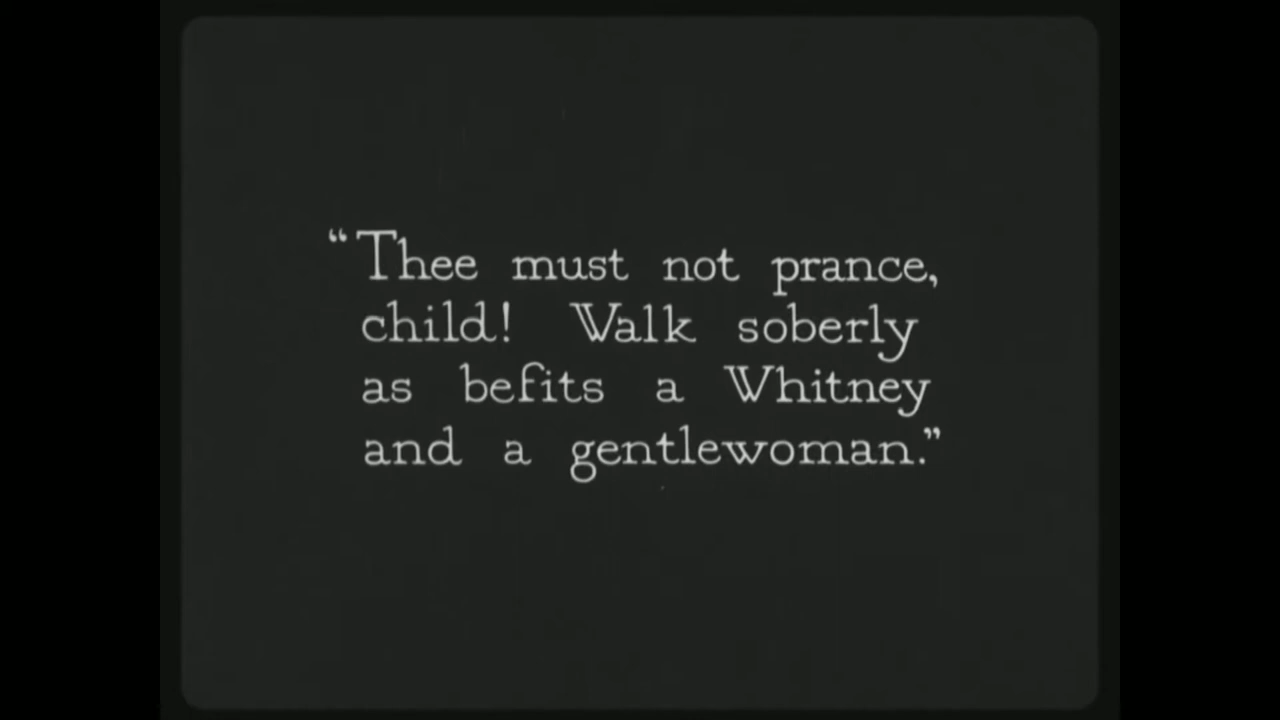 “Thee must not prance,
child! Walk soberly
as befits a Whitney
and a gentlewoman.”